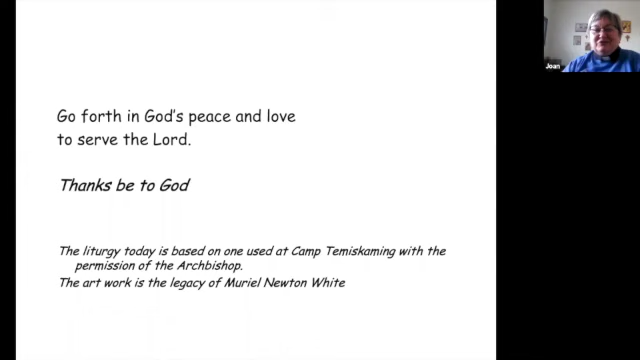 Go forth in God's peace and love
to serve the Lord.
Thanks be to God
The liturgy today is based on one used at Camp Temiskaming with the
permission of the Archbishop.
The art work is the legacy of Muriel Newton White
Joan